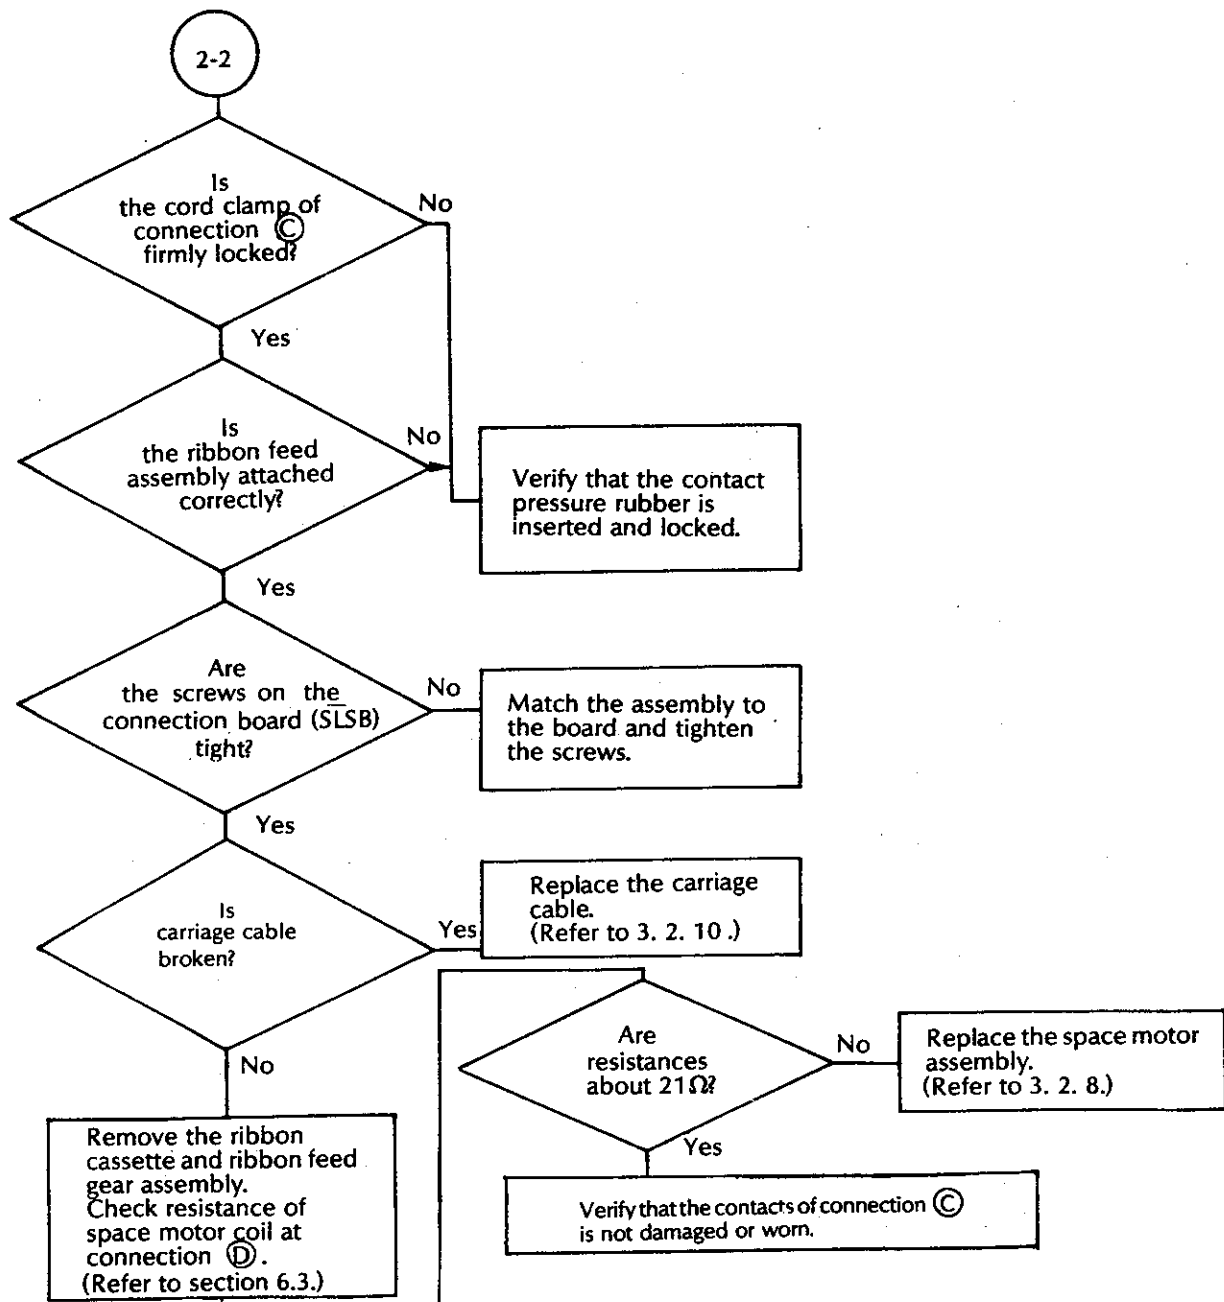 2-2
Is
the cord clamp of
connection Ⓒ
firmly locked?
No
Yes
Is
the ribbon feed
assembly attached
correctly?
No
Verify that the contact
pressure rubber is
inserted and locked.
Yes
Are
the screws on the
connection board (SLSB)
tight?
No
Match the assembly to
the board and tighten
the screws.
Yes
Is
carriage cable
broken?
Yes
Replace the carriage
cable.
(Refer to 3. 2. 10.)
No
Remove the ribbon
cassette and ribbon feed
gear assembly.
Check resistance of
space motor coil at
connection Ⓓ.
(Refer to section 6.3.)
Are
resistances
about 21Ω?
No
Replace the space motor
assembly.
(Refer to 3. 2. 8.)
Yes
Verify that the contacts of connection Ⓒ
is not damaged or worn.